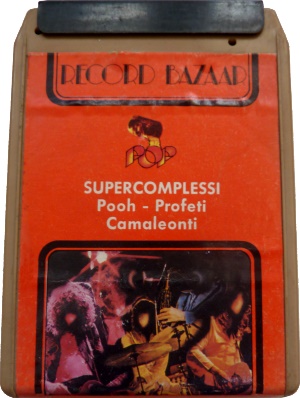 RECORD BAZAAR
POP
SUPERCOMPLESSI
Pooh - Profeti
Camaleonti